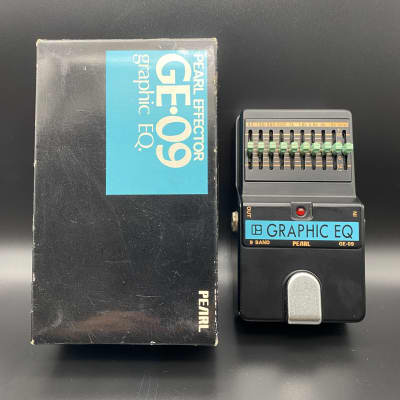 PEARL EFFECTOR
GE•09
graphic EQ.
PEARL
OUT
IN
GRAPHIC EQ
9 BAND
PEARL
GE-09